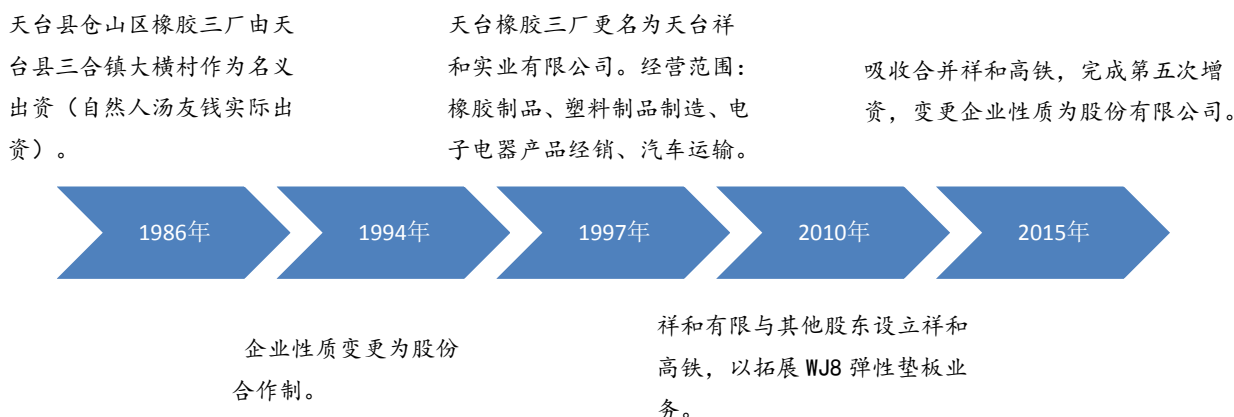 天台县仓山区橡胶三厂由天
台县三合镇大横村作为名义
出资（自然人汤友钱实际出
资）。
天台橡胶三厂更名为天台祥
和实业有限公司。经营范围：
橡胶制品、塑料制品制造、电
子电器产品经销、汽车运输。
吸收合并祥和高铁，完成第五次增
资，变更企业性质为股份有限公司。
1986年
1994年
1997年
2010年
2015年
企业性质变更为股份
合作制。
祥和有限与其他股东设立祥和
高铁，以拓展 WJ8 弹性垫板业
务。